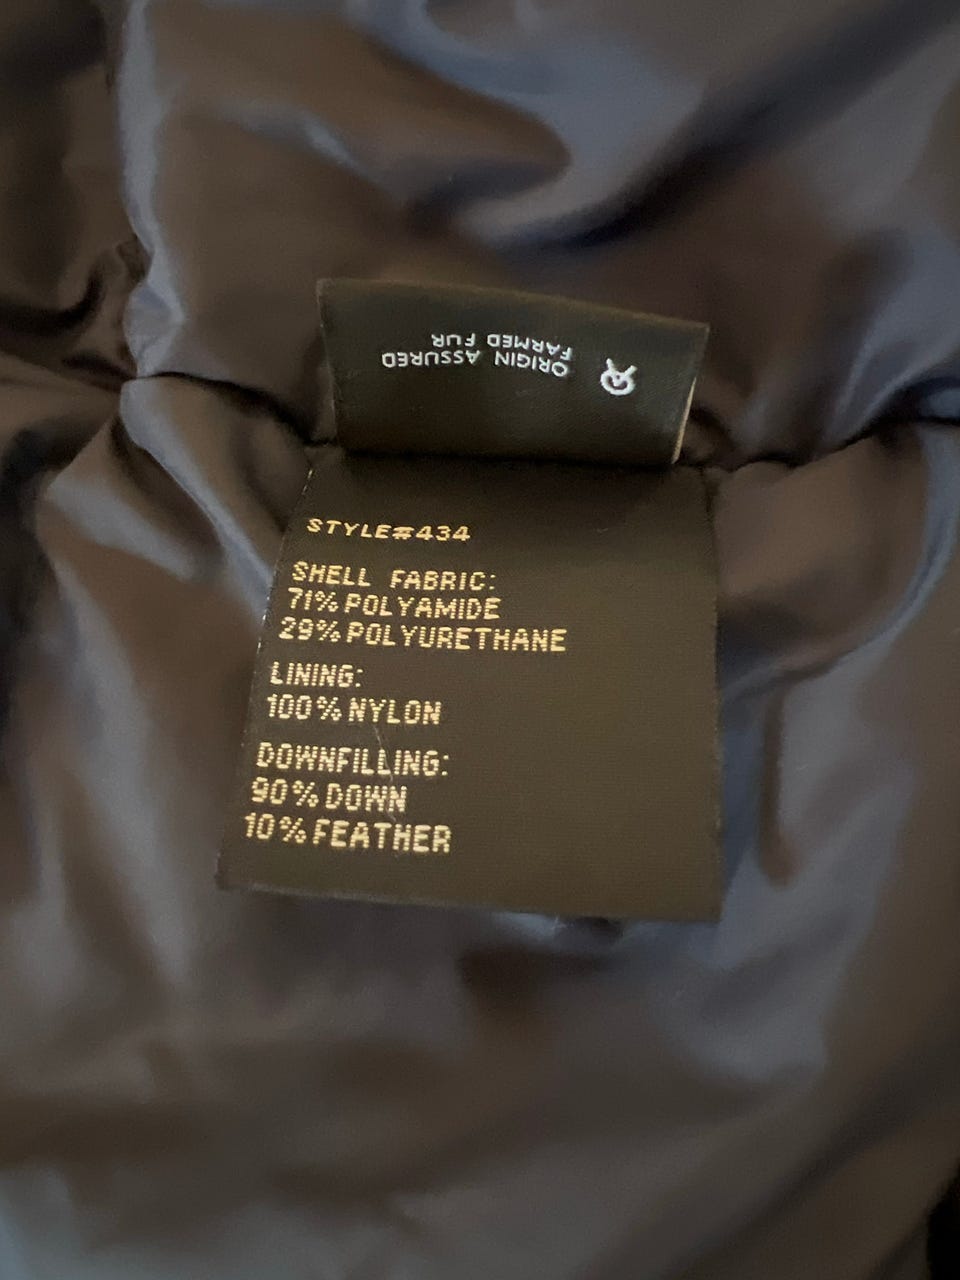 ORIGIN ASSURED
FARMED FUR
STYLE#434
SHELL FABRIC:
71% POLYAMIDE
29% POLYURETHANE
LINING:
100% NYLON
DOWNFILLING:
90% DOWN
10% FEATHER